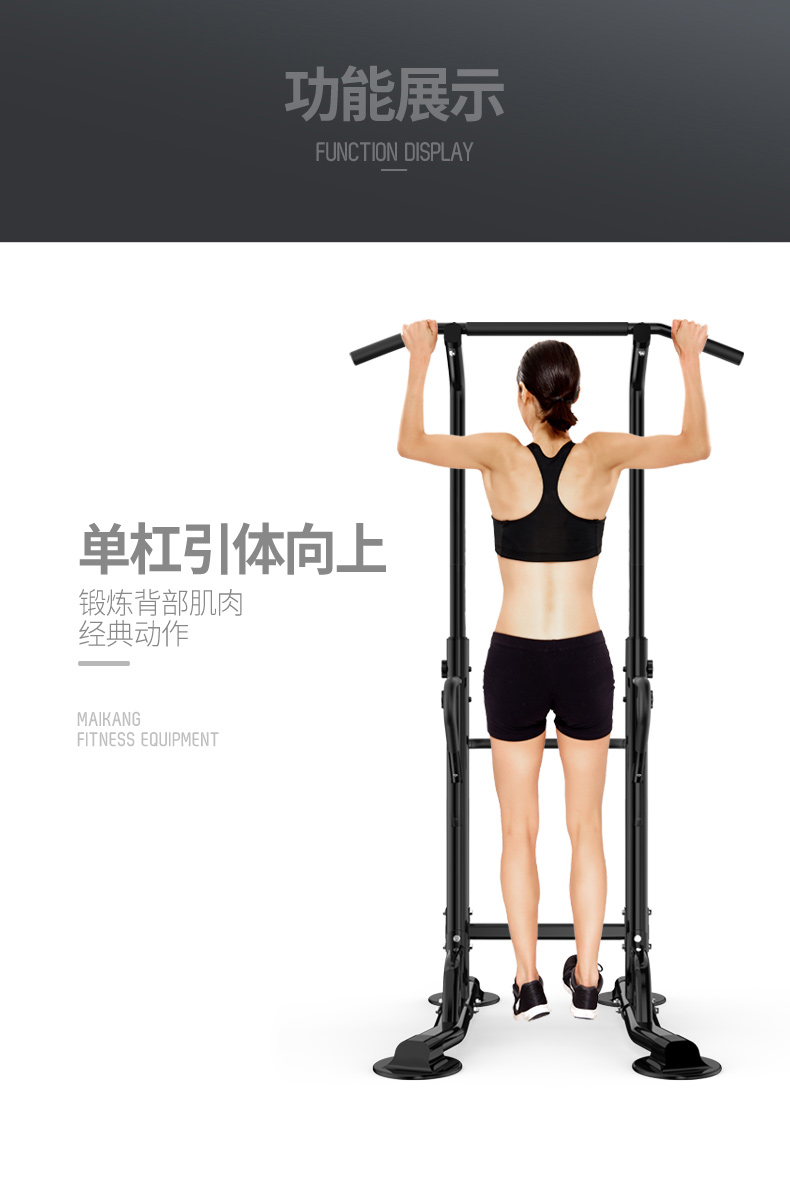 功能展示
FUNCTION DISPLAY
单杠引体向上
锻炼背部肌肉
经典动作
MAIKANG
FITNESS EQUIPMENT